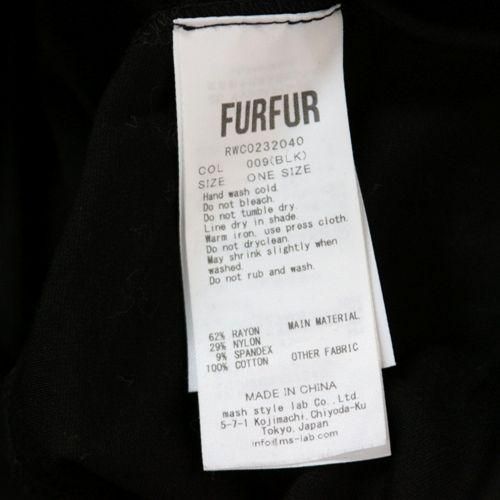 FURFUR
RWC0232040
COL 009(BLK)
SIZE ONE SIZE
Hand wash cold.
Do not bleach.
Do not tumble dry.
Line dry in shade.
Warm iron, use press cloth.
Do not dryclean.
May shrink slightly when
washed.
Do not rub and wash.
62% RAYON MAIN MATERIAL
29% NYLON
9% SPANDEX
100% COTTON OTHER FABRIC
MADE IN CHINA
mash style lab Co., Ltd.
5-7-1 Kojimachi, Chiyoda-Ku
Tokyo, Japan
info@ms-lab.com